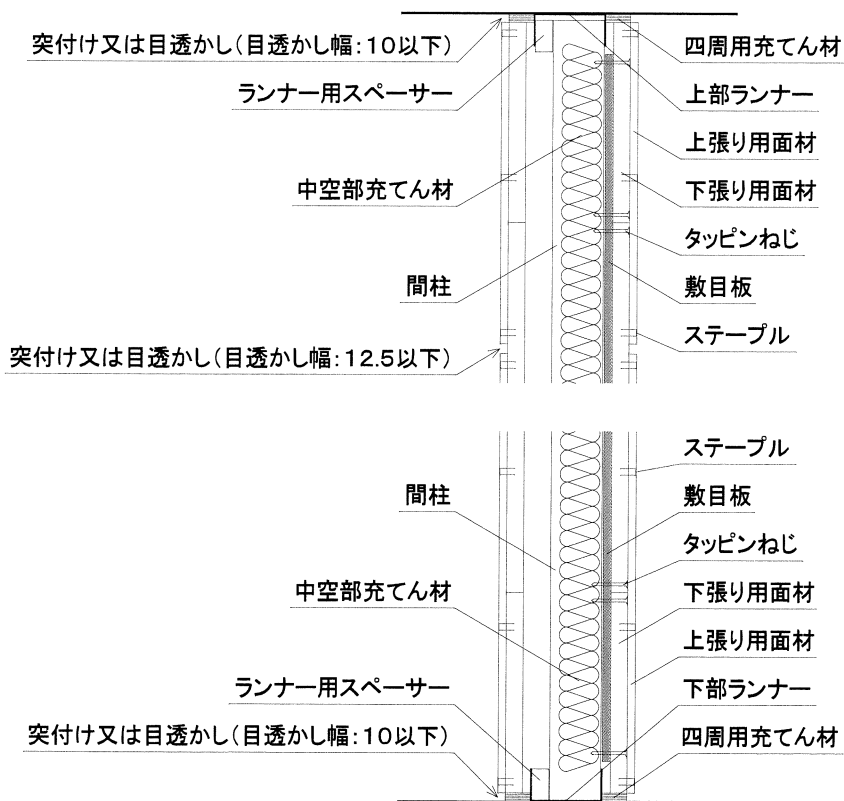 突付け又は目透かし(目透かし幅:10以下)
ランナー用スペーサー
中空部充てん材
間柱
突付け又は目透かし(目透かし幅:12.5以下)
四周用充てん材
上部ランナー
上張り用面材
下張り用面材
タッピンねじ
敷目板
ステープル
間柱
中空部充てん材
ランナー用スペーサー
突付け又は目透かし(目透かし幅:10以下)
ステープル
敷目板
タッピンねじ
下張り用面材
上張り用面材
下部ランナー
四周用充てん材